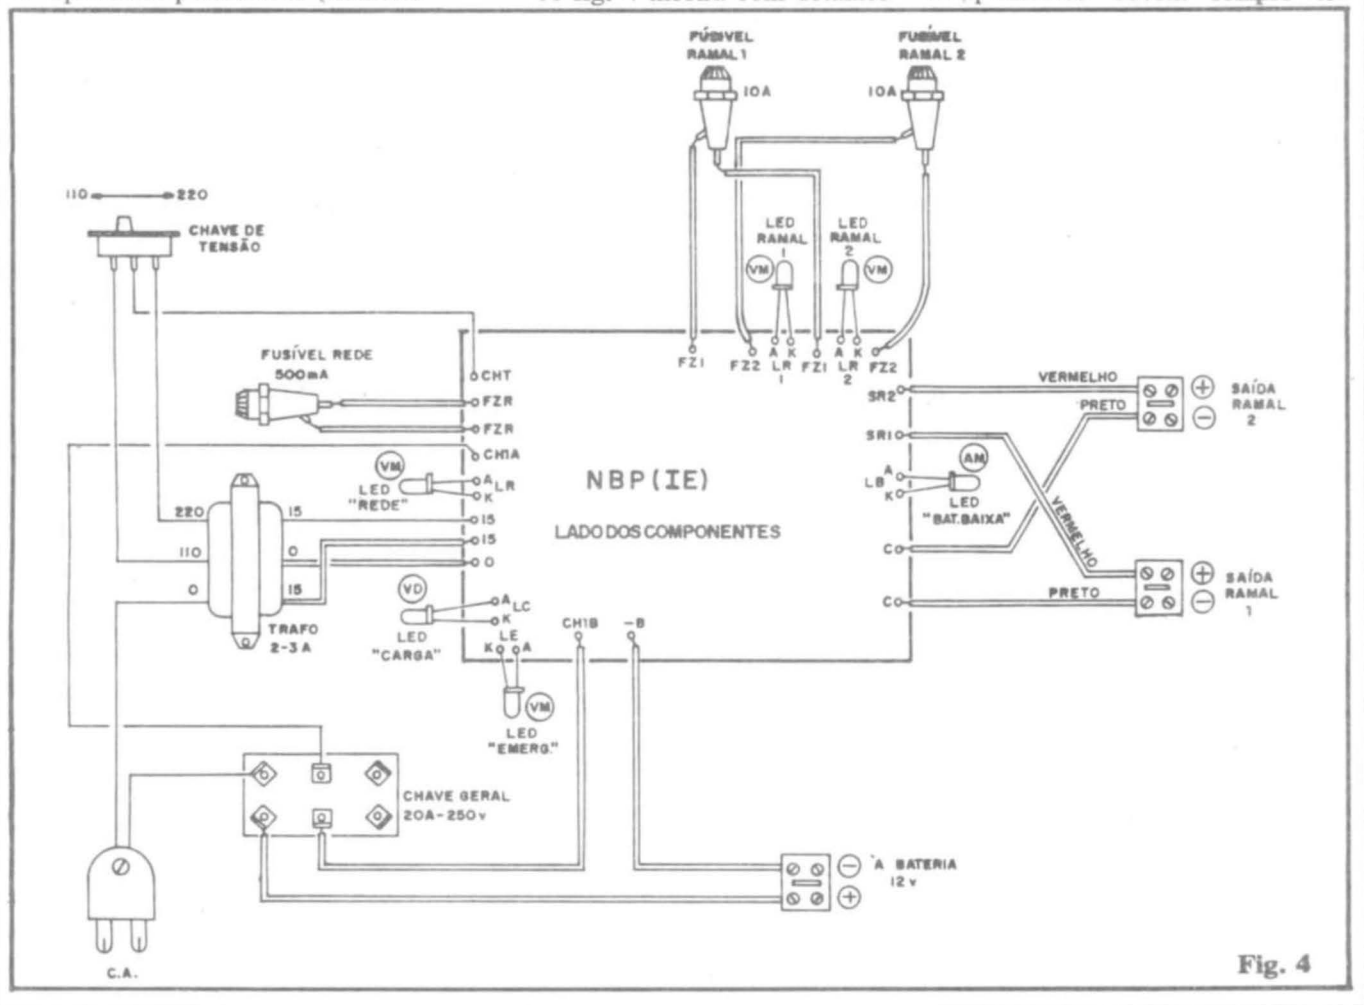 FÚSIVEL
RAMAL 1
10A
FUSÍVEL
RAMAL 2
10A
110 220
CHAVE DE
TENSÃO
LED
RAMAL
1
VM
LED
RAMAL
2
VM
FUSÍVEL REDE
500mA
FZ1
FZ2
A K
LR
1
FZ1
A K
LR
2
FZ2
CHT
FZR
FZR
CH1A
VM
LED
"REDE"
A
LR
K
15
15
0
220
110
0
15
0
15
TRAFO
2-3A
NBP(IE)
LADO DOS COMPONENTES
SR2
SR1
A
LB
K
C
C
AM
LED
"BAT.BAIXA"
VERMELHO
PRETO
+
-
SAÍDA
RAMAL
2
VERMELHO
PRETO
+
-
SAÍDA
RAMAL
1
VD
LED
"CARGA"
A
LC
K
LE
K A
VM
LED
"EMERG."
CH1B
-B
CHAVE GERAL
20A-250v
-
+
'A BATERIA
12v
C.A.
Fig. 4